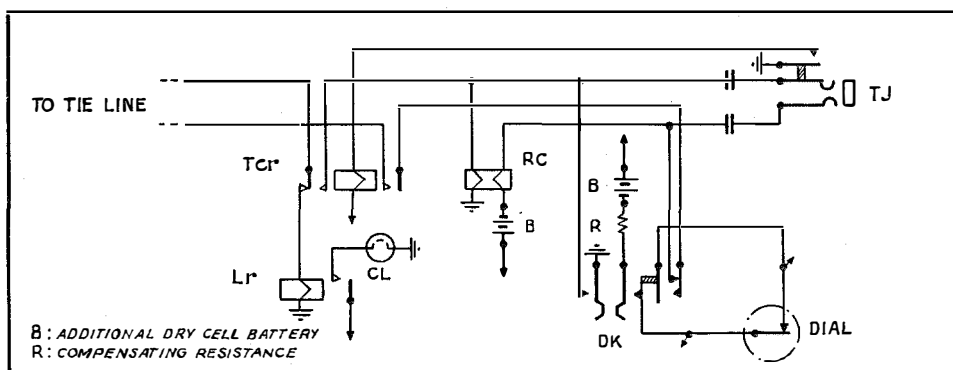 TJ
TO TIE LINE
Tcr
RC
B
B
R
CL
Lr
DK
DIAL
B: ADDITIONAL DRY CELL BATTERY
R: COMPENSATING RESISTANCE